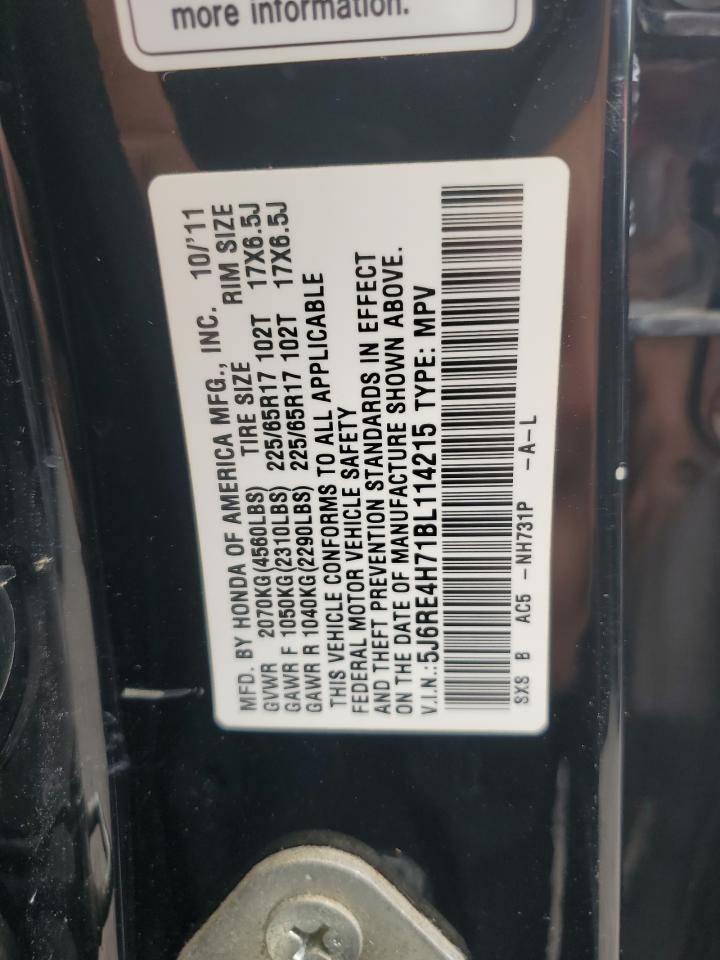 more information.
MFD. BY HONDA OF AMERICA MFG., INC. 10/'11
GVWR 2070KG(4560LBS) TIRE SIZE RIM SIZE
GAWR F 1050KG(2310LBS) 225/65R17 102T 17X6.5J
GAWR R 1040KG(2290LBS) 225/65R17 102T 17X6.5J
THIS VEHICLE CONFORMS TO ALL APPLICABLE
FEDERAL MOTOR VEHICLE SAFETY
AND THEFT PREVENTION STANDARDS IN EFFECT
ON THE DATE OF MANUFACTURE SHOWN ABOVE.
V.I.N.:5J6RE4H71BL114215 TYPE: MPV
SXS B AC5 -NH731P -A-L